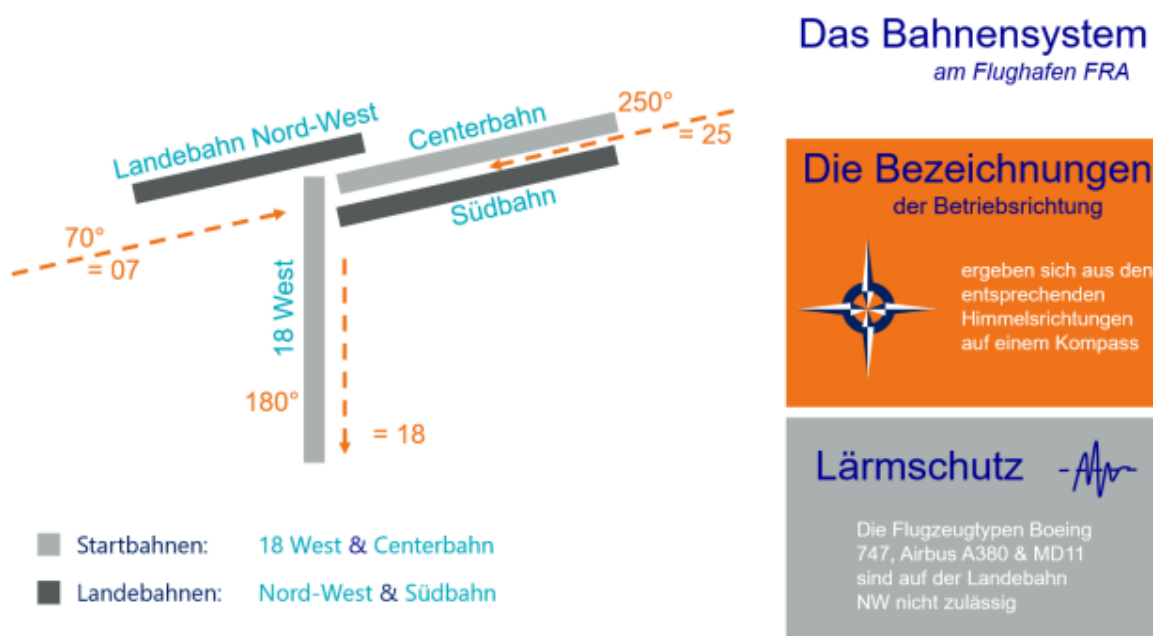 Das Bahnensystem
am Flughafen FRA
Landebahn Nord-West
Centerbahn
250°
= 25
Südbahn
70°
= 07
18 West
180°
= 18
Startbahnen: 18 West & Centerbahn
Landebahnen: Nord-West & Südbahn
Die Bezeichnungen
der Betriebsrichtung
ergeben sich aus den
entsprechenden
Himmelsrichtungen
auf einem Kompass
Lärmschutz
Die Flugzeugtypen Boeing
747, Airbus A380 & MD11
sind auf der Landebahn
NW nicht zulässig